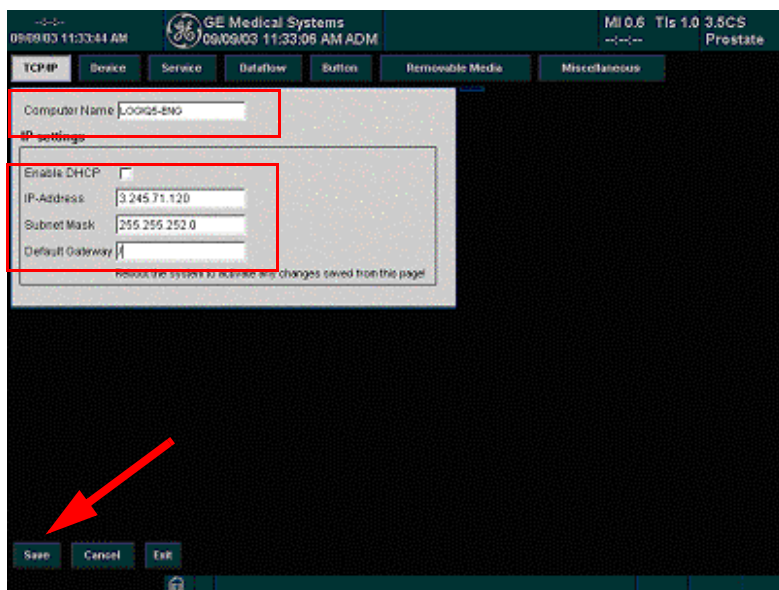 --:--:--
GE Medical Systems
MI 0.6 TIs 1.0 3.5CS
09/09/03 11:33:44 AM
09/09/03 11:33:06 AM ADM
--:--:--
Prostate
TCP/IP Device Service Dataflow Button Removable Media Miscellaneous
Computer Name LOGIQ5-ENG
IP settings
Enable DHCP
IP-Address 3.245.71.120
Subnet Mask 255.255.252.0
Default Gateway
Reboot the system to activate any changes saved from this page!
Save Cancel Exit